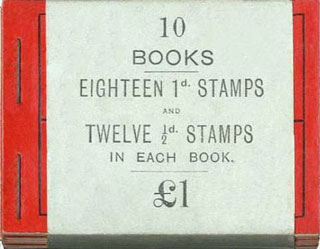 10
BOOKS
EIGHTEEN 1d. STAMPS
AND
TWELVE ½d. STAMPS
IN EACH BOOK.
£1